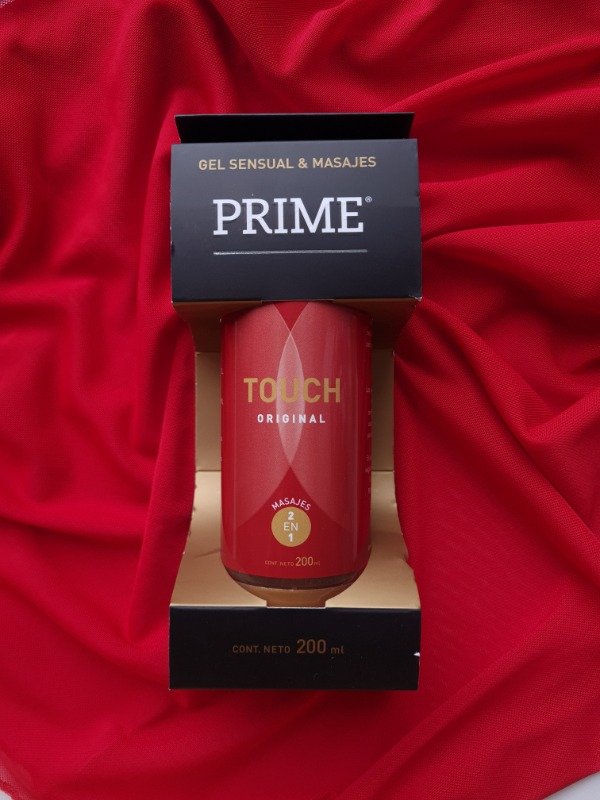 GEL SENSUAL & MASAJES
PRIME®
TOUCH
ORIGINAL
MASAJES
2
EN
1
CONT. NETO 200 ml
CONT. NETO 200 ml